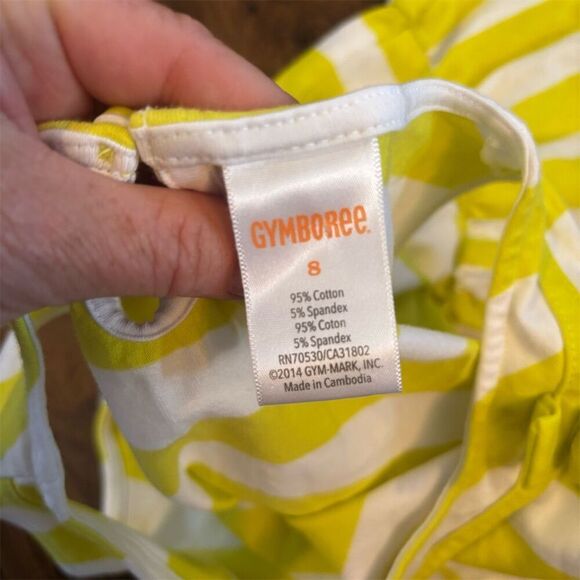 GYMBORee.
8
95% Cotton
5% Spandex
95% Coton
5% Spandex
RN70530/CA31802
©2014 GYM-MARK, INC.
Made in Cambodia